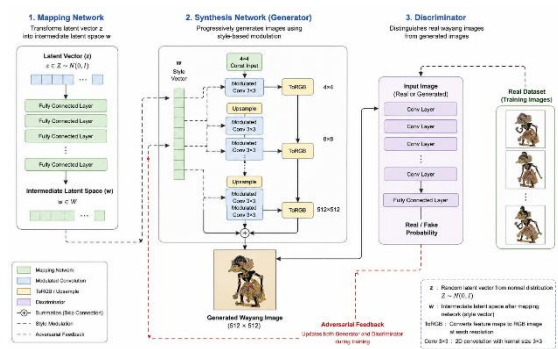 1. Mapping Network
Transforms latent vector z
into intermediate latent space w
Latent Vector (z)
z ∈ Z ~ N(0, I)
...
Fully Connected Layer
Fully Connected Layer
Fully Connected Layer
Fully Connected Layer
Intermediate Latent Space (w)
w ∈ W
...
Mapping Network
Modulated Convolution
ToRGB / Upsample
Discriminator
Summation (Skip Connection)
Style Modulation
Adversarial Feedback
2. Synthesis Network (Generator)
Progressively generates images using
style-based modulation
w
Style
Vector
4×4
Const Input
Modulated
Conv 3×3
ToRGB
4×4
Upsample
Modulated
Conv 3×3
Modulated
Conv 3×3
ToRGB
8×8
Upsample
Modulated
Conv 3×3
Modulated
Conv 3×3
ToRGB
512×512
Generated Wayang Image
(512 × 512)
Adversarial Feedback
Updates both Generator and Discriminator
during training
3. Discriminator
Distinguishes real wayang images
from generated images
Input Image
(Real or Generated)
Conv Layer
Conv Layer
Conv Layer
Conv Layer
Fully Connected Layer
Real / Fake
Probability
Real Dataset
(Training Images)
...
z : Random latent vector from normal distribution
Z ~ N(0, I)
w : Intermediate latent space after mapping
network (style vector)
ToRGB : Converts feature maps to RGB image
at each resolution
Conv 3×3 : 2D convolution with kernel size 3×3